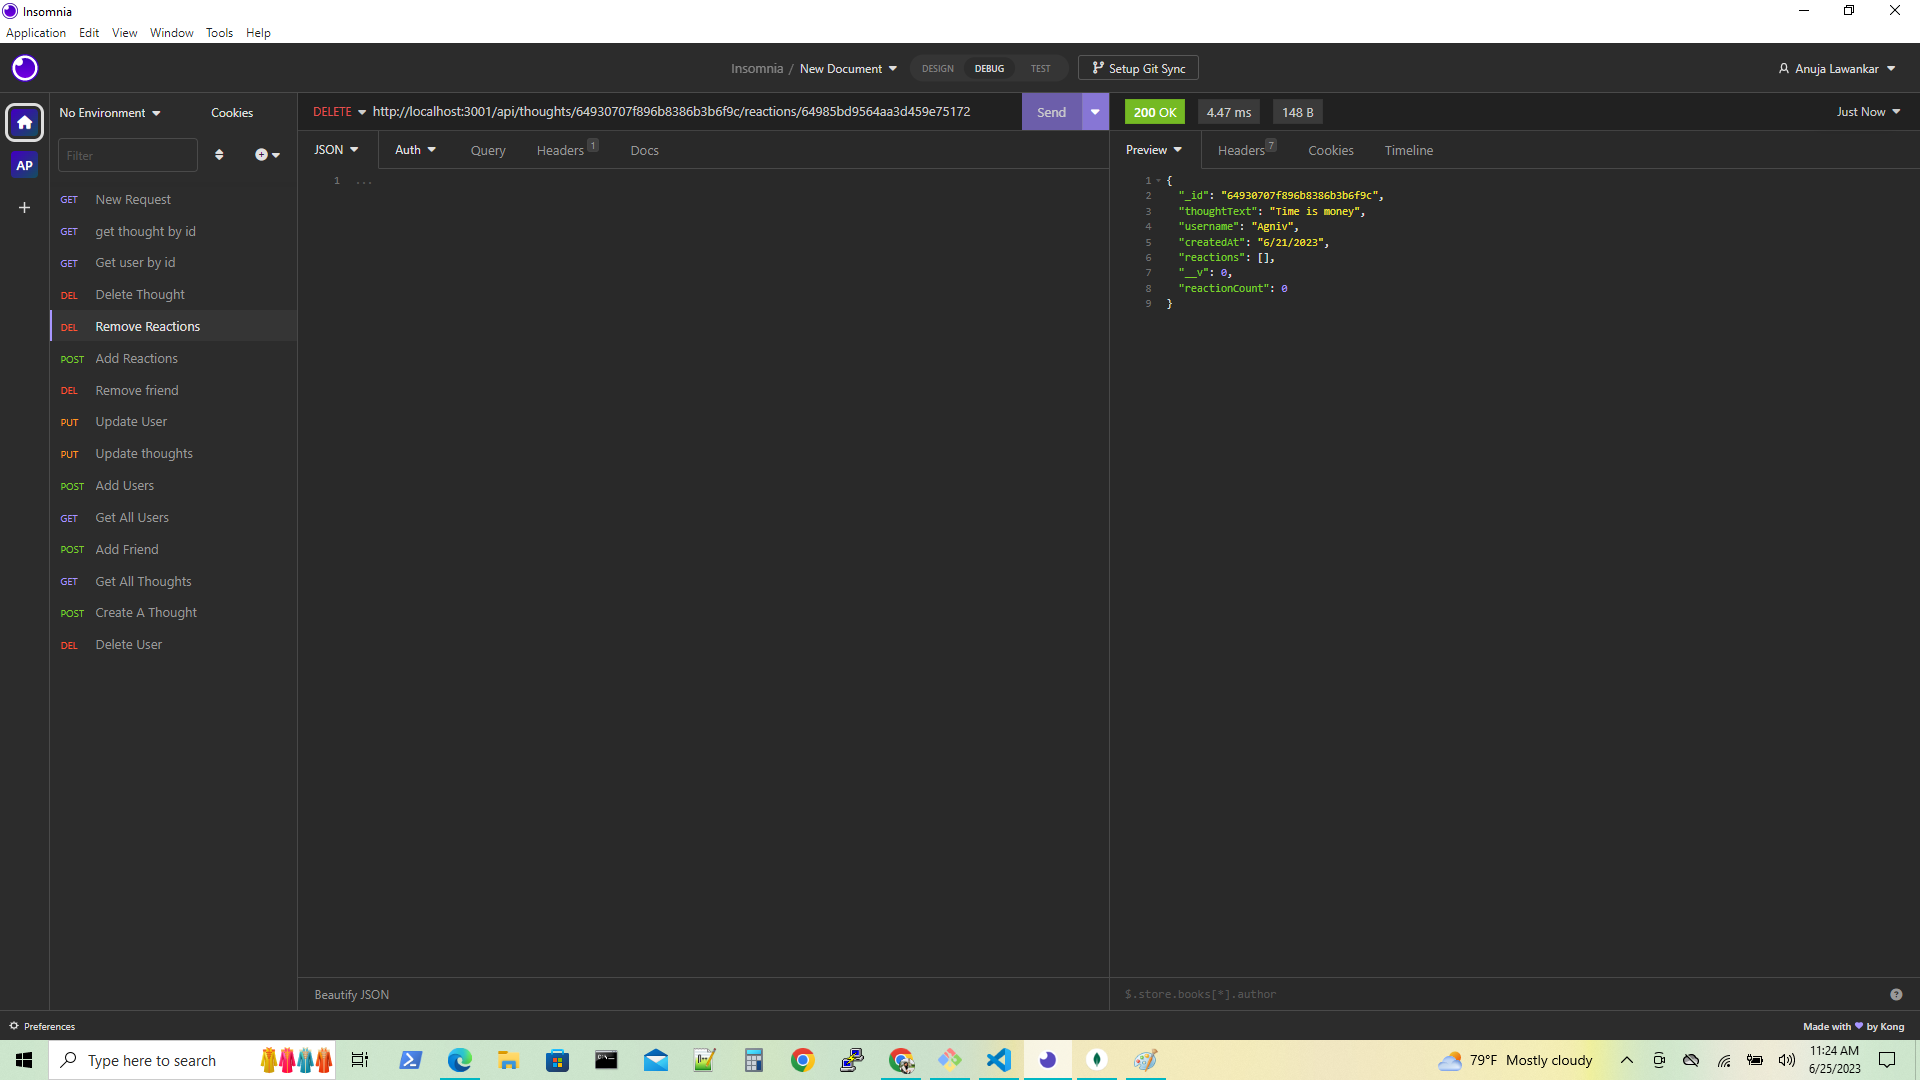 Insomnia
Application Edit View Window Tools Help
Insomnia / New Document DESIGN DEBUG TEST Setup Git Sync Anuja Lawankar
No Environment Cookies DELETE http://localhost:3001/api/thoughts/64930707f896b8386b3b6f9c/reactions/64985bd9564aa3d459e75172 Send 200 OK 4.47 ms 148 B Just Now
Filter JSON Auth Query Headers 1 Docs Preview Headers 7 Cookies Timeline
AP
GET New Request
GET get thought by id
GET Get user by id
DEL Delete Thought
DEL Remove Reactions
POST Add Reactions
DEL Remove friend
PUT Update User
PUT Update thoughts
POST Add Users
GET Get All Users
POST Add Friend
GET Get All Thoughts
POST Create A Thought
DEL Delete User
1 ...
1 {
2 "_id": "64930707f896b8386b3b6f9c",
3 "thoughtText": "Time is money",
4 "username": "Agniv",
5 "createdAt": "6/21/2023",
6 "reactions": [],
7 "__v": 0,
8 "reactionCount": 0
9 }
Beautify JSON $.store.books[*].author
Preferences Made with by Kong
Type here to search 79°F Mostly cloudy 11:24 AM
6/25/2023